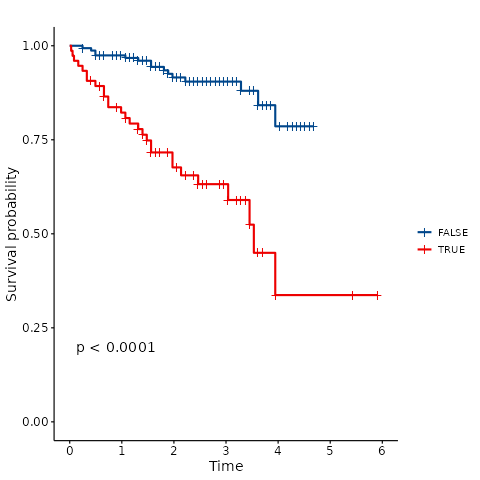 1.00
0.75
0.50
0.25
0.00
Survival probability
p < 0.0001
0 1 2 3 4 5 6
Time
FALSE
TRUE